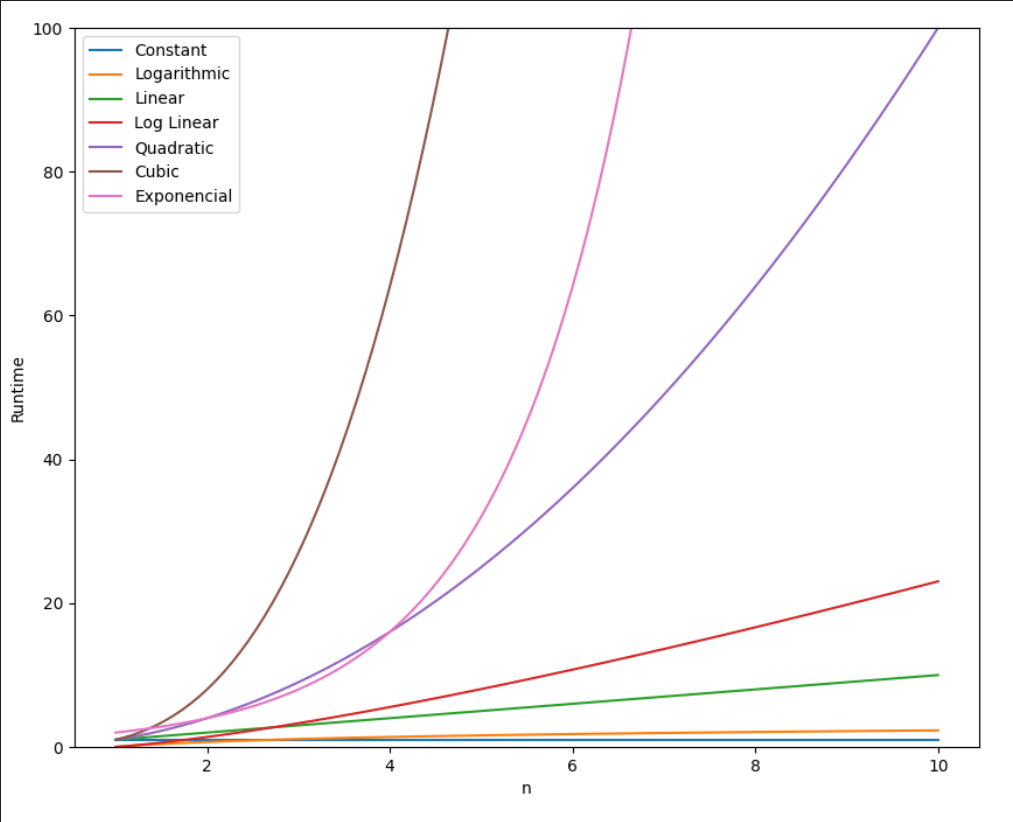 100
80
60
40
20
0
Runtime
Constant
Logarithmic
Linear
Log Linear
Quadratic
Cubic
Exponencial
2 4 6 8 10
n